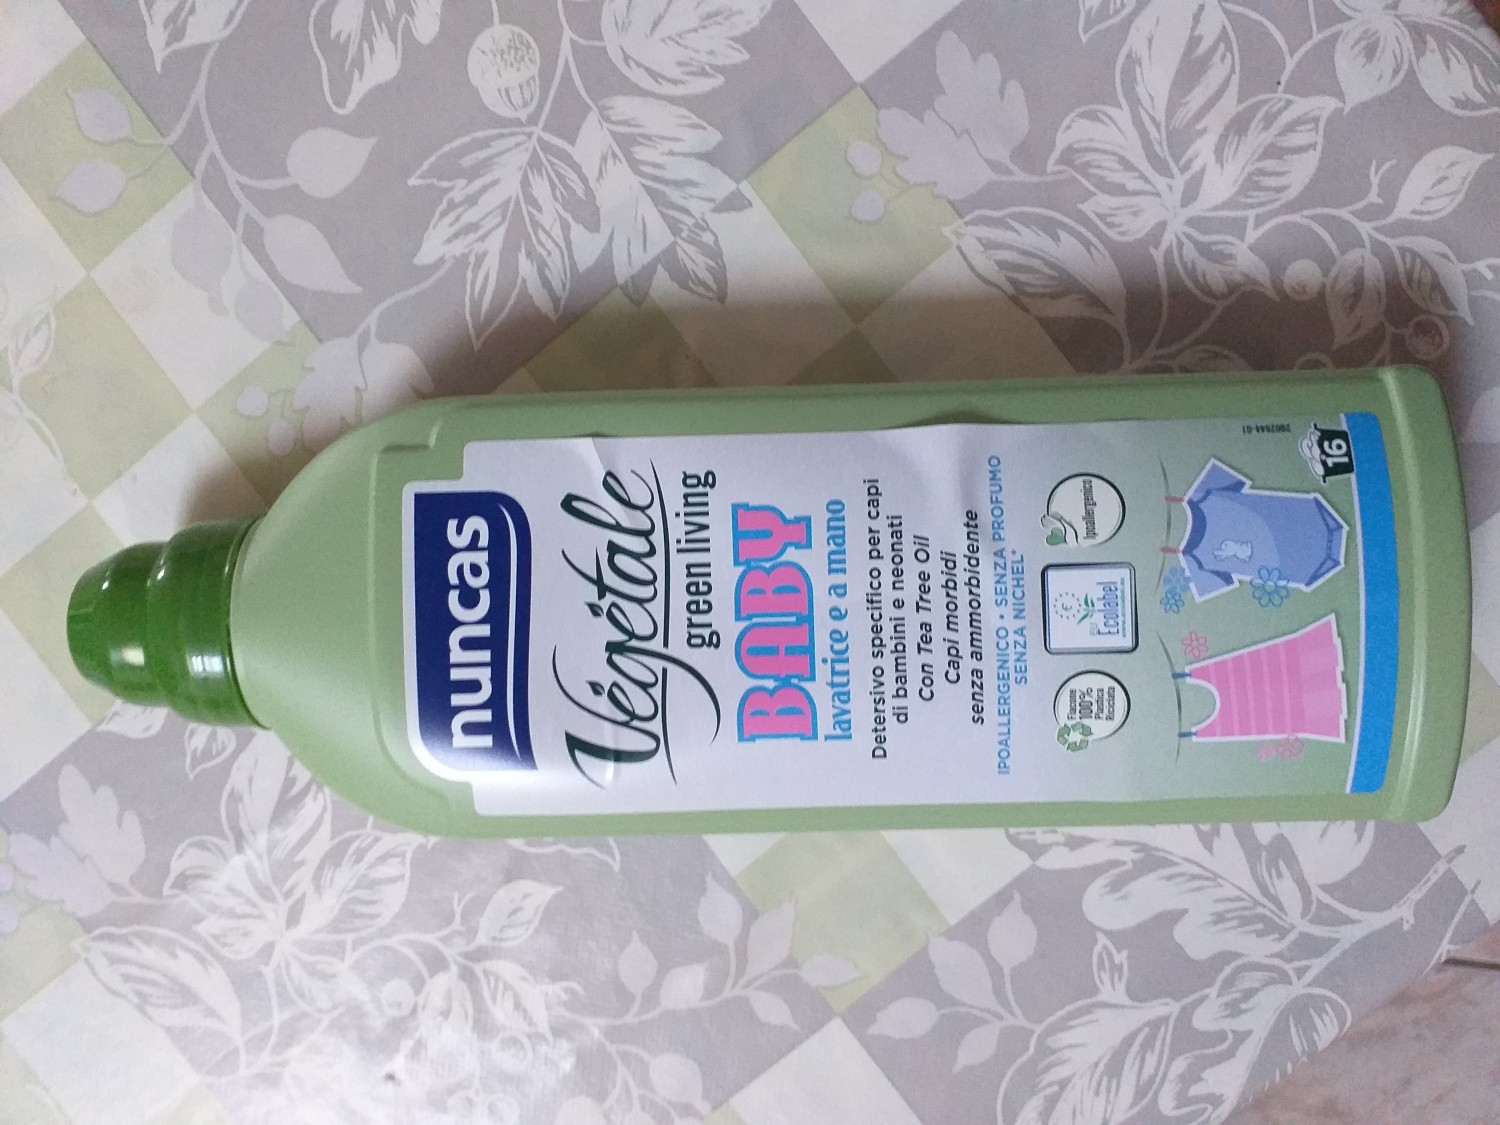 nuncas
Végétale
green living
BABY
lavatrice e a mano
Detersivo specifico per capi
di bambini e neonati
Con Tea Tree Oil
Capi morbidi
senza ammorbidente
IPOALLERGENICO • SENZA PROFUMO
SENZA NICHEL*
Flacone
100%
Plastica
Riciclata
EU
Ecolabel
Ipoallergenico
16